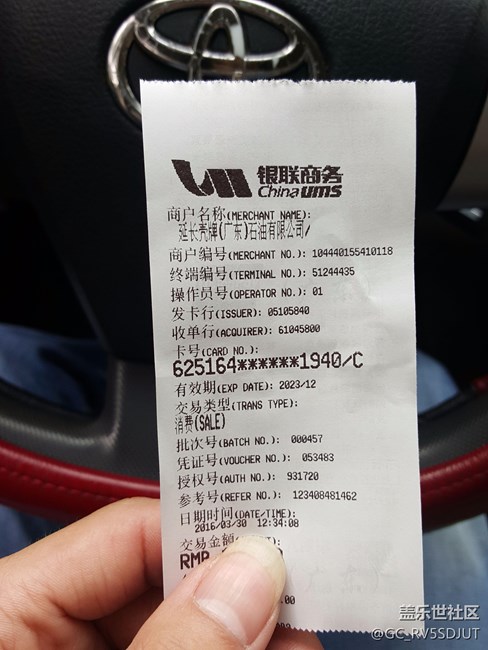 银联商务
China ums
商户名称(MERCHANT NAME):
延长壳牌(广东)石油有限公司/
商户编号(MERCHANT NO.): 104440155410118
终端编号(TERMINAL NO.): 51244435
操作员号(OPERATOR NO.): 01
发卡行(ISSUER): 05105840
收单行(ACQUIRER): 61045800
卡号(CARD NO.):
625164******1940/C
有效期(EXP DATE): 2023/12
交易类型(TRANS TYPE):
消费(SALE)
批次号(BATCH NO.): 000457
凭证号(VOUCHER NO.): 053483
授权号(AUTH NO.): 931720
参考号(REFER NO.): 123408481462
日期时间(DATE/TIME):
2016/03/30 12:34:08
交易金额
RMB
.00
盖乐世社区
@GC_RV5SDJUT